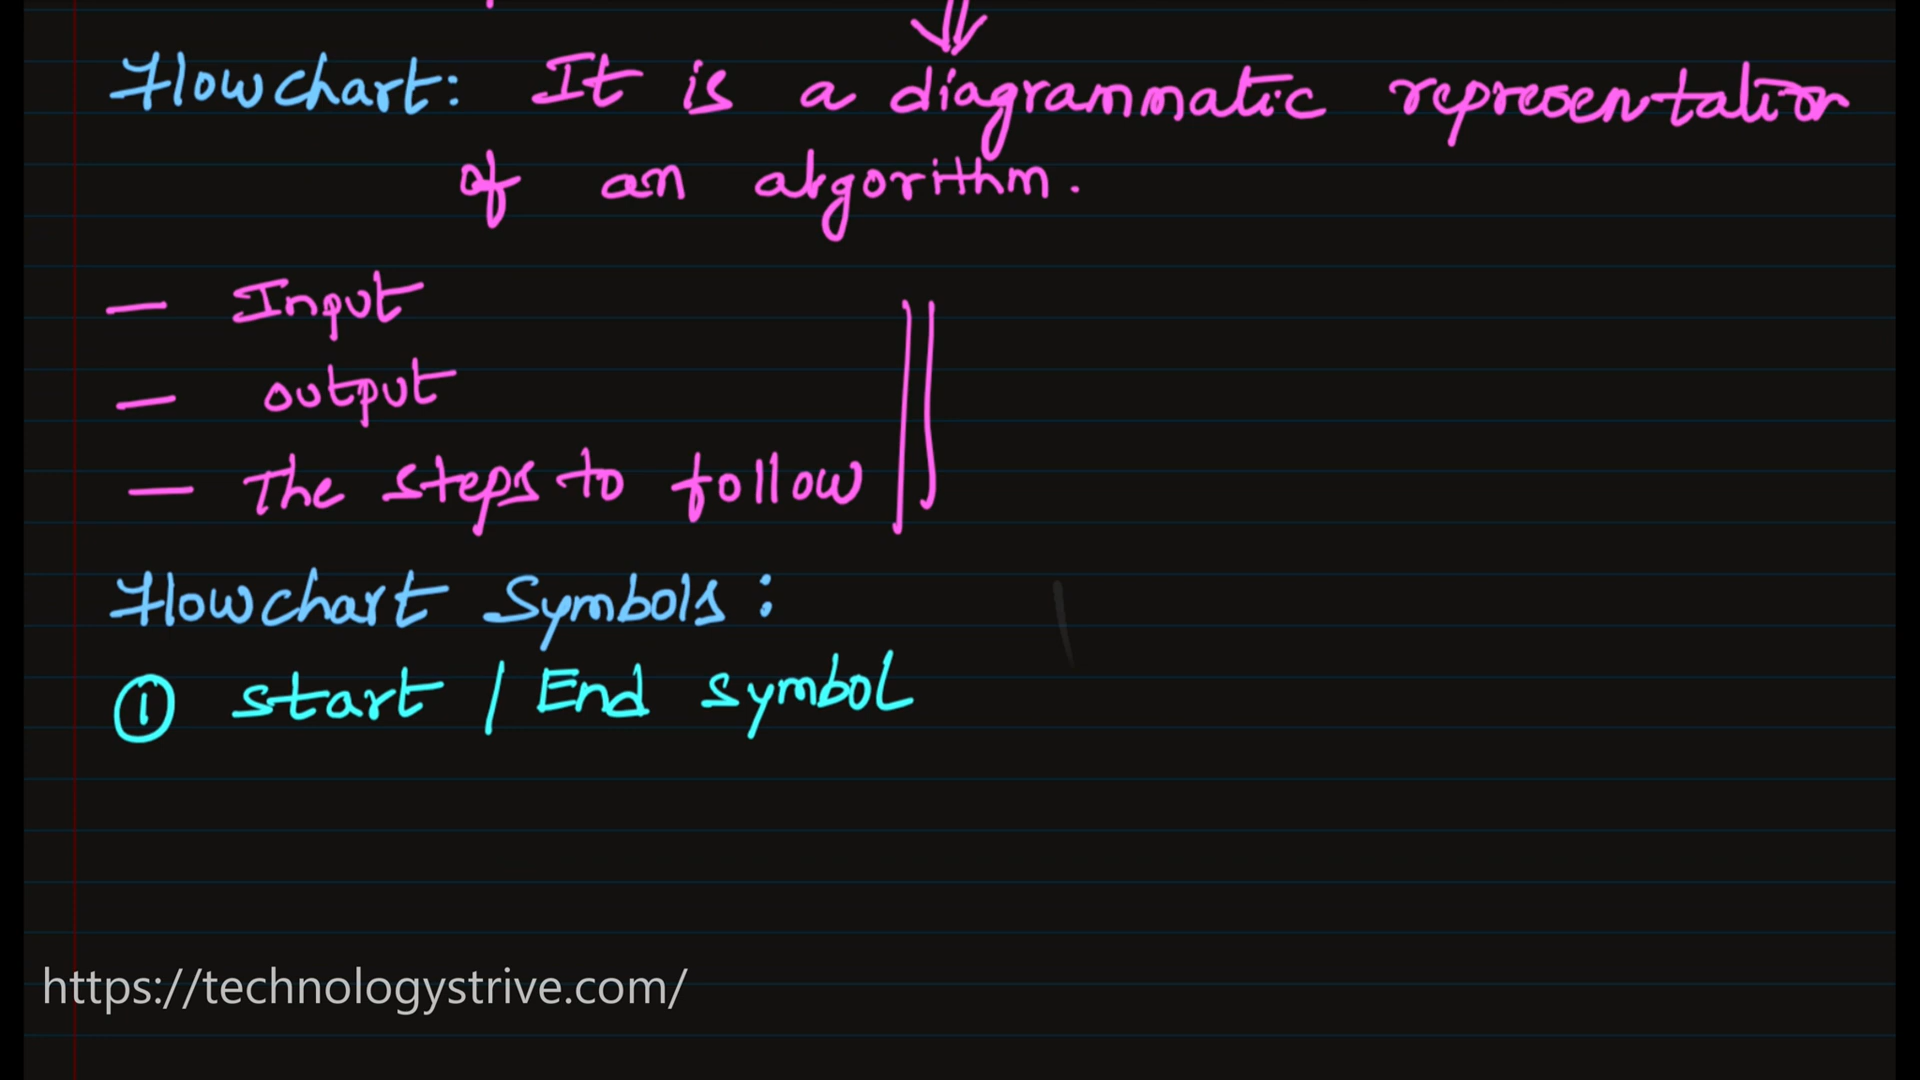 Flowchart: It is a diagrammatic representation
of an algorithm.
— Input
— output
— The steps to follow
Flowchart Symbols:
① start / End symbol
https://technologystrive.com/